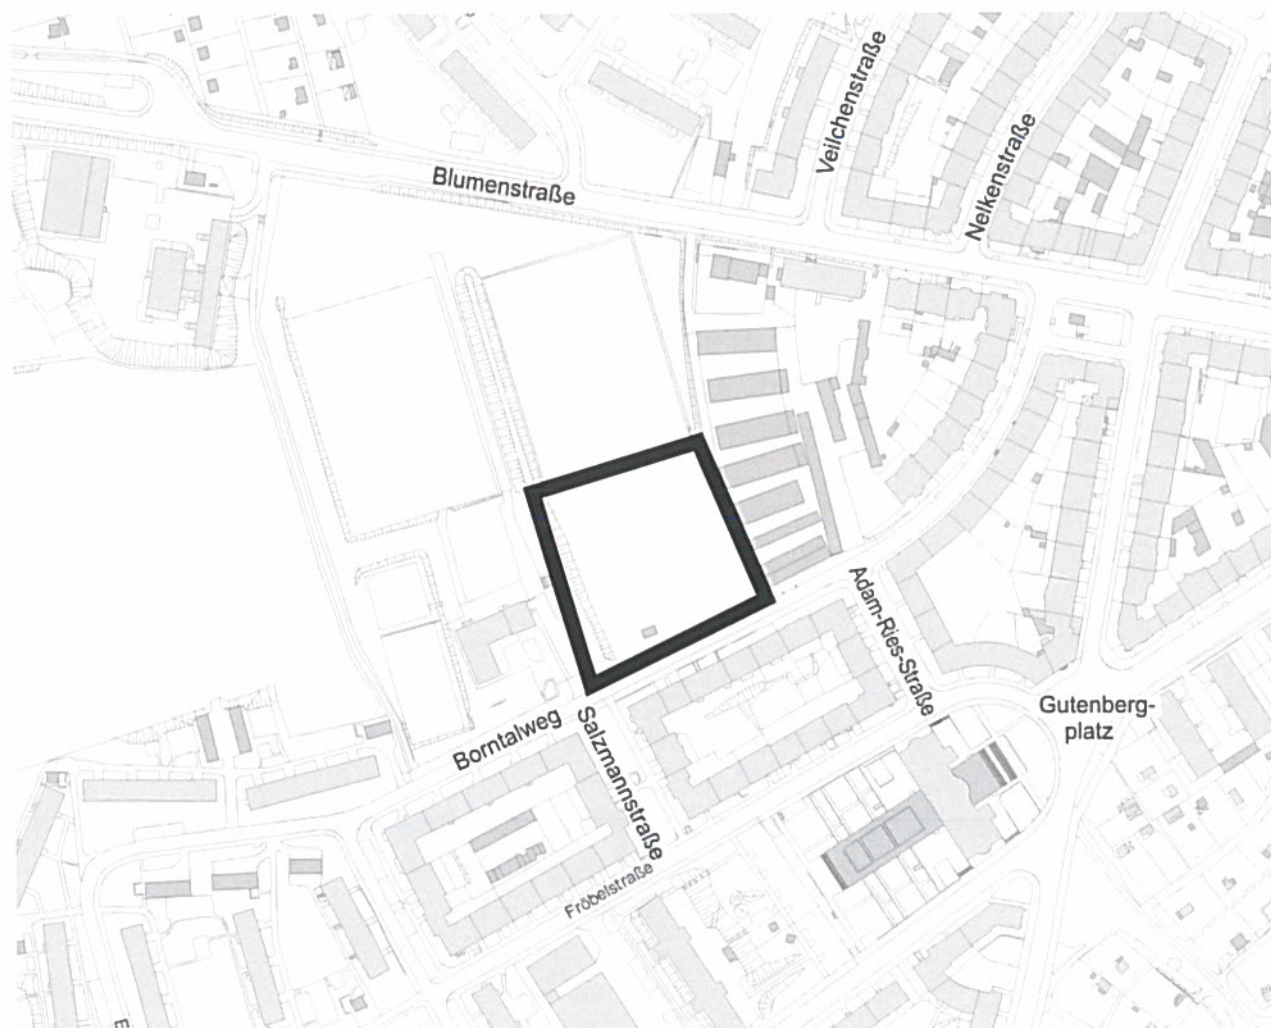 Veilchenstraße
Nelkenstraße
Blumenstraße
Adam-Ries-Straße
Gutenberg-
platz
Borntalweg
Salzmannstraße
Fröbelstraße